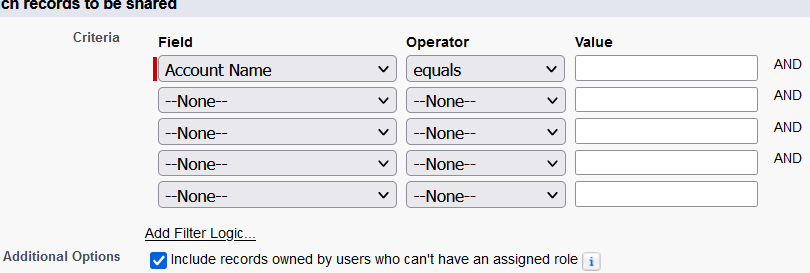 ch records to be shared
Criteria
Field Operator Value
Account Name equals AND
--None-- --None-- AND
--None-- --None-- AND
--None-- --None-- AND
--None-- --None--
Add Filter Logic...
Additional Options Include records owned by users who can't have an assigned role i